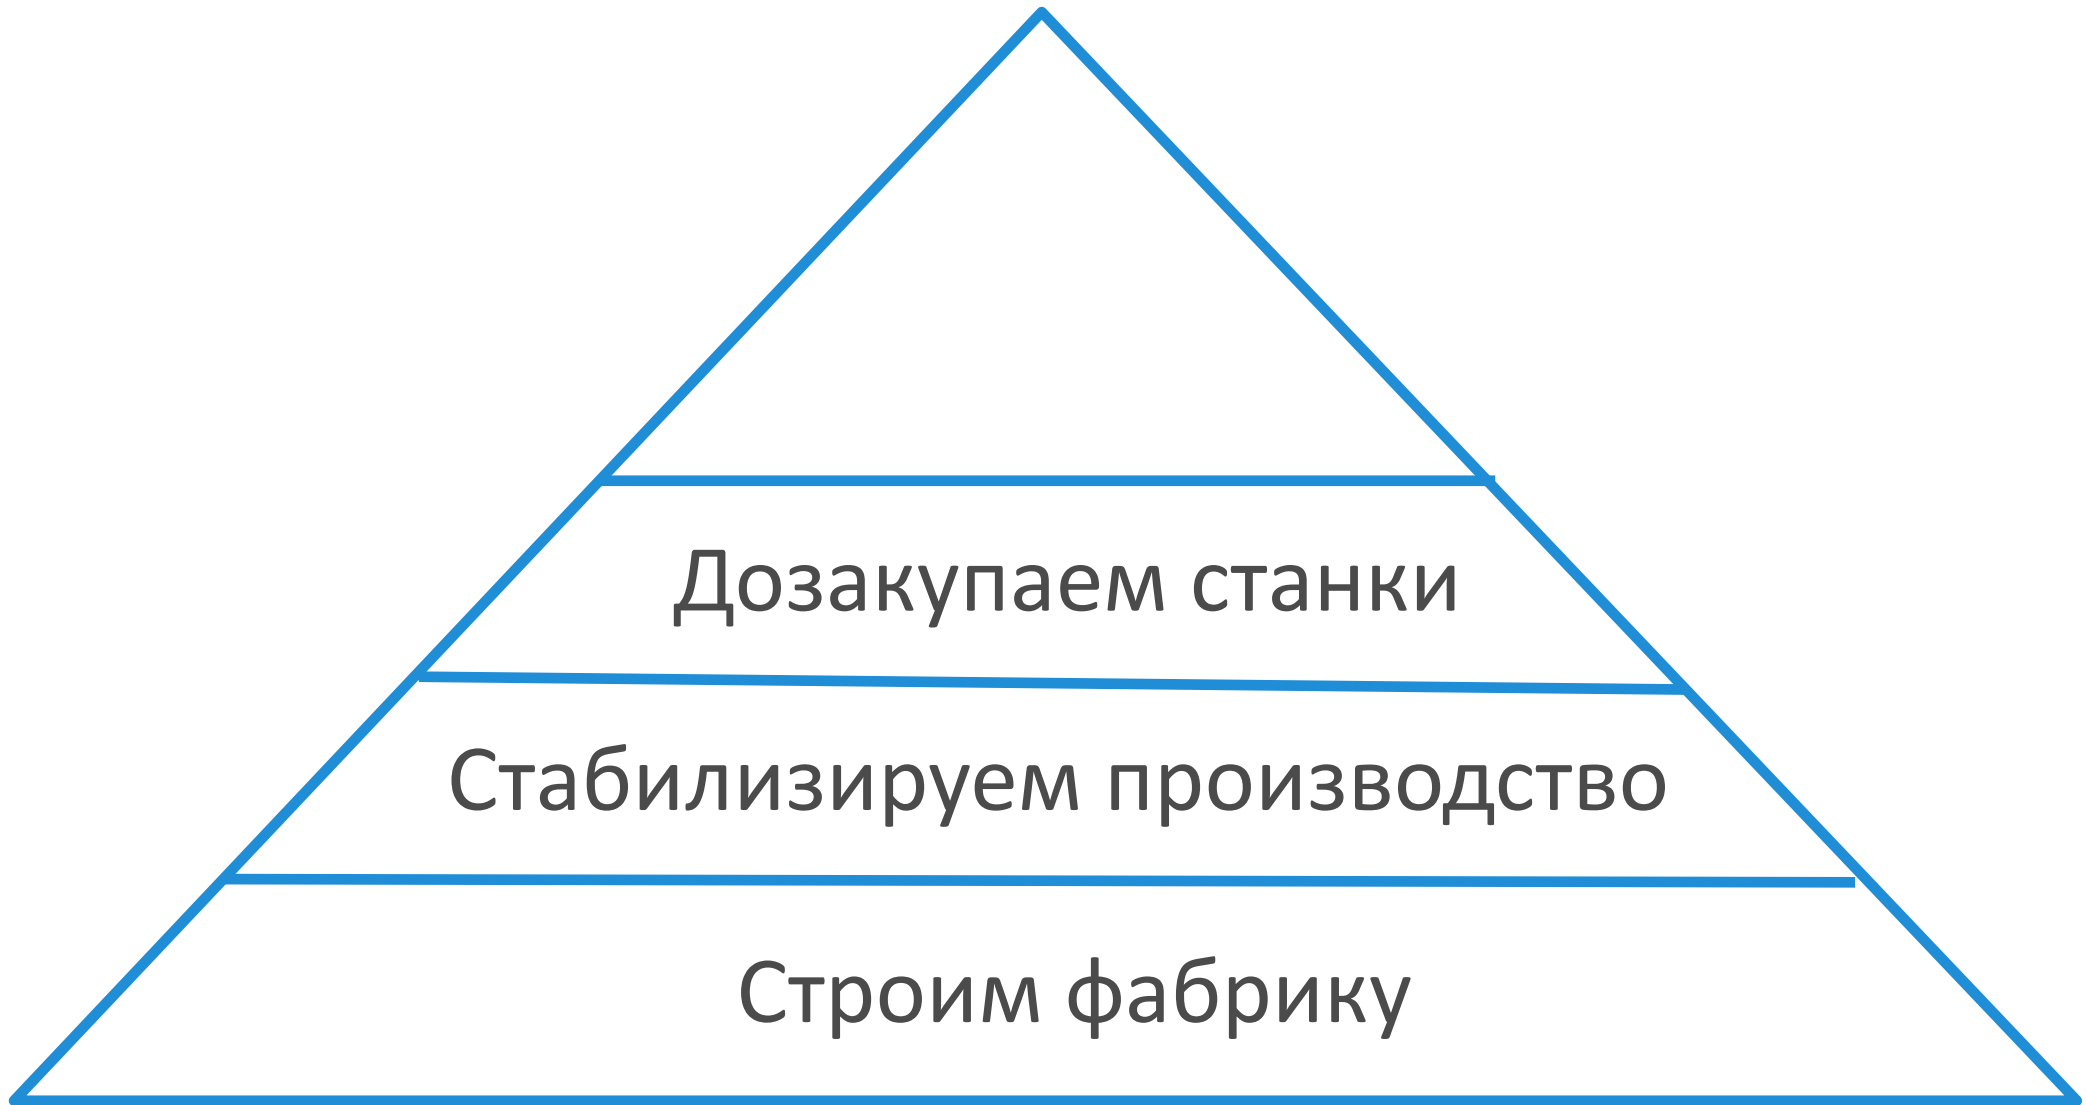 Дозакупаем станки
Стабилизируем производство
Строим фабрику